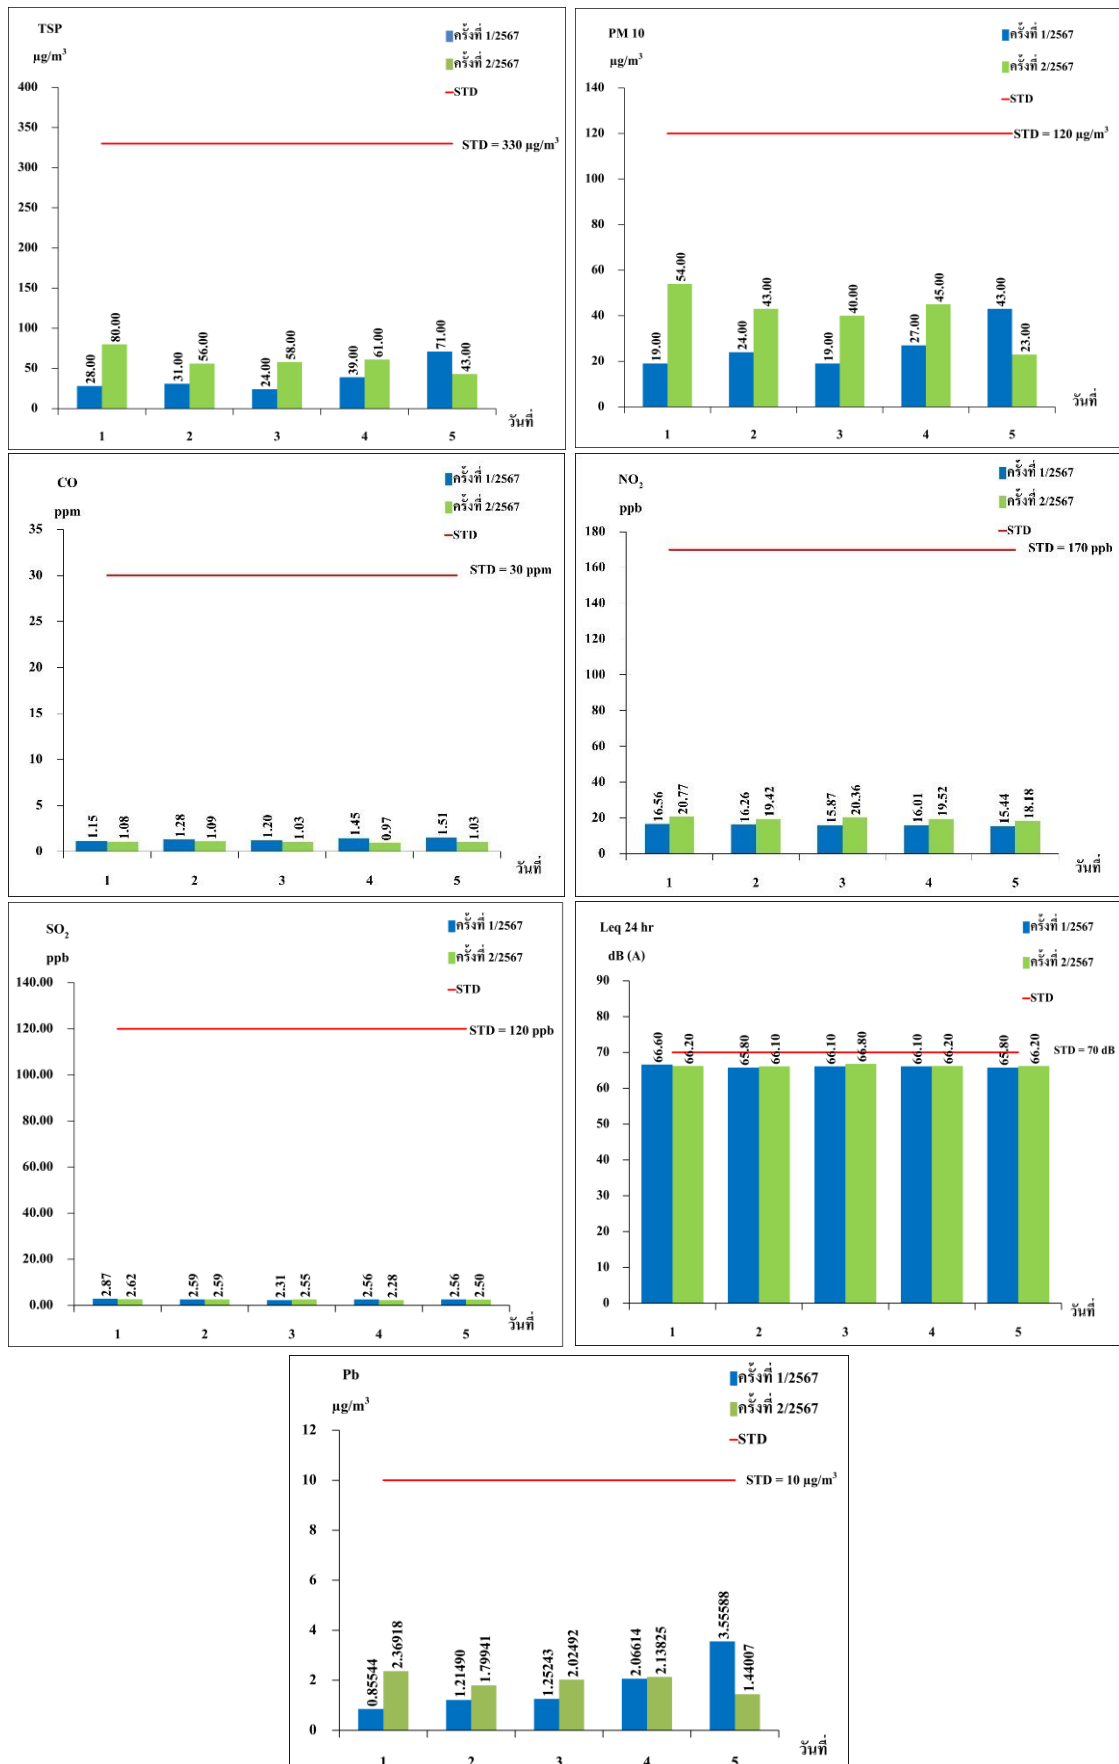 TSP
µg/m³
ครั้งที่ 1/2567
ครั้งที่ 2/2567
STD
400
350
300
250
200
150
100
50
0
STD = 330 µg/m³
28.00 80.00 31.00 56.00 24.00 58.00 39.00 61.00 71.00 43.00
1 2 3 4 5
วันที่
PM 10
µg/m³
ครั้งที่ 1/2567
ครั้งที่ 2/2567
STD
140
120
100
80
60
40
20
0
STD = 120 µg/m³
19.00 54.00 24.00 43.00 19.00 40.00 27.00 45.00 43.00 23.00
1 2 3 4 5
วันที่
CO
ppm
ครั้งที่ 1/2567
ครั้งที่ 2/2567
STD
35
30
25
20
15
10
5
0
STD = 30 ppm
1.15 1.08 1.28 1.09 1.20 1.03 1.45 0.97 1.51 1.03
1 2 3 4 5
วันที่
NO₂
ppb
ครั้งที่ 1/2567
ครั้งที่ 2/2567
STD
180
160
140
120
100
80
60
40
20
0
STD = 170 ppb
16.56 20.77 16.26 19.42 15.87 20.36 16.01 19.52 15.44 18.18
1 2 3 4 5
วันที่
SO₂
ppb
ครั้งที่ 1/2567
ครั้งที่ 2/2567
STD
140.00
120.00
100.00
80.00
60.00
40.00
20.00
0.00
STD = 120 ppb
2.87 2.62 2.59 2.59 2.31 2.55 2.56 2.28 2.56 2.50
1 2 3 4 5
วันที่
Leq 24 hr
dB (A)
ครั้งที่ 1/2567
ครั้งที่ 2/2567
STD
90
80
70
60
50
40
30
20
10
0
STD = 70 dB
66.60 66.20 65.80 66.10 66.10 66.80 66.10 66.20 65.80 66.20
1 2 3 4 5
วันที่
Pb
µg/m³
ครั้งที่ 1/2567
ครั้งที่ 2/2567
STD
12
10
8
6
4
2
0
STD = 10 µg/m³
0.85544 2.36918 1.21490 1.79941 1.25243 2.02492 2.06614 2.13825 3.55588 1.44007
1 2 3 4 5
วันที่